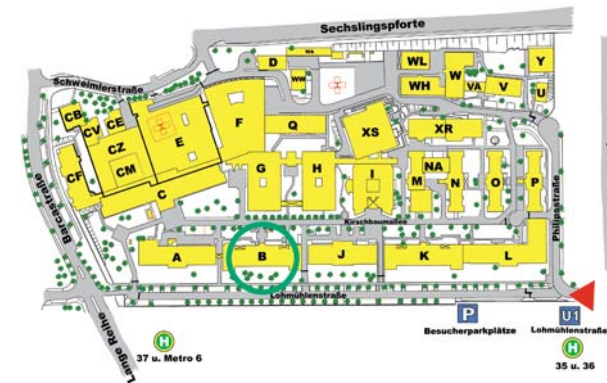 Sechslingspforte
Schweimlerstraße
Barcastraße
Lange Reihe
Philipsstraße
Kirschbaumallee
Lohmühlenstraße
WA
D
WW
WL
WH
W
VA
V
Y
U
CB
CV
CE
CZ
CM
CF
C
E
F
Q
XS
XR
G
H
I
M
NA
N
O
P
A
B
J
K
L
P
Besucherparkplätze
U1
Lohmühlenstraße
H
35 u. 36
H
37 u. Metro 6